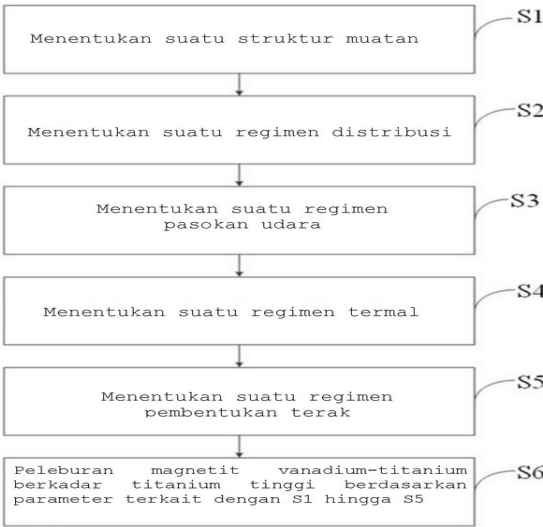 Menentukan suatu struktur muatan
S1
Menentukan suatu regimen distribusi
S2
Menentukan suatu regimen
pasokan udara
S3
Menentukan suatu regimen termal
S4
Menentukan suatu regimen
pembentukan terak
S5
Peleburan magnetit vanadium-titanium
berkadar titanium tinggi berdasarkan
parameter terkait dengan S1 hingga S5
S6